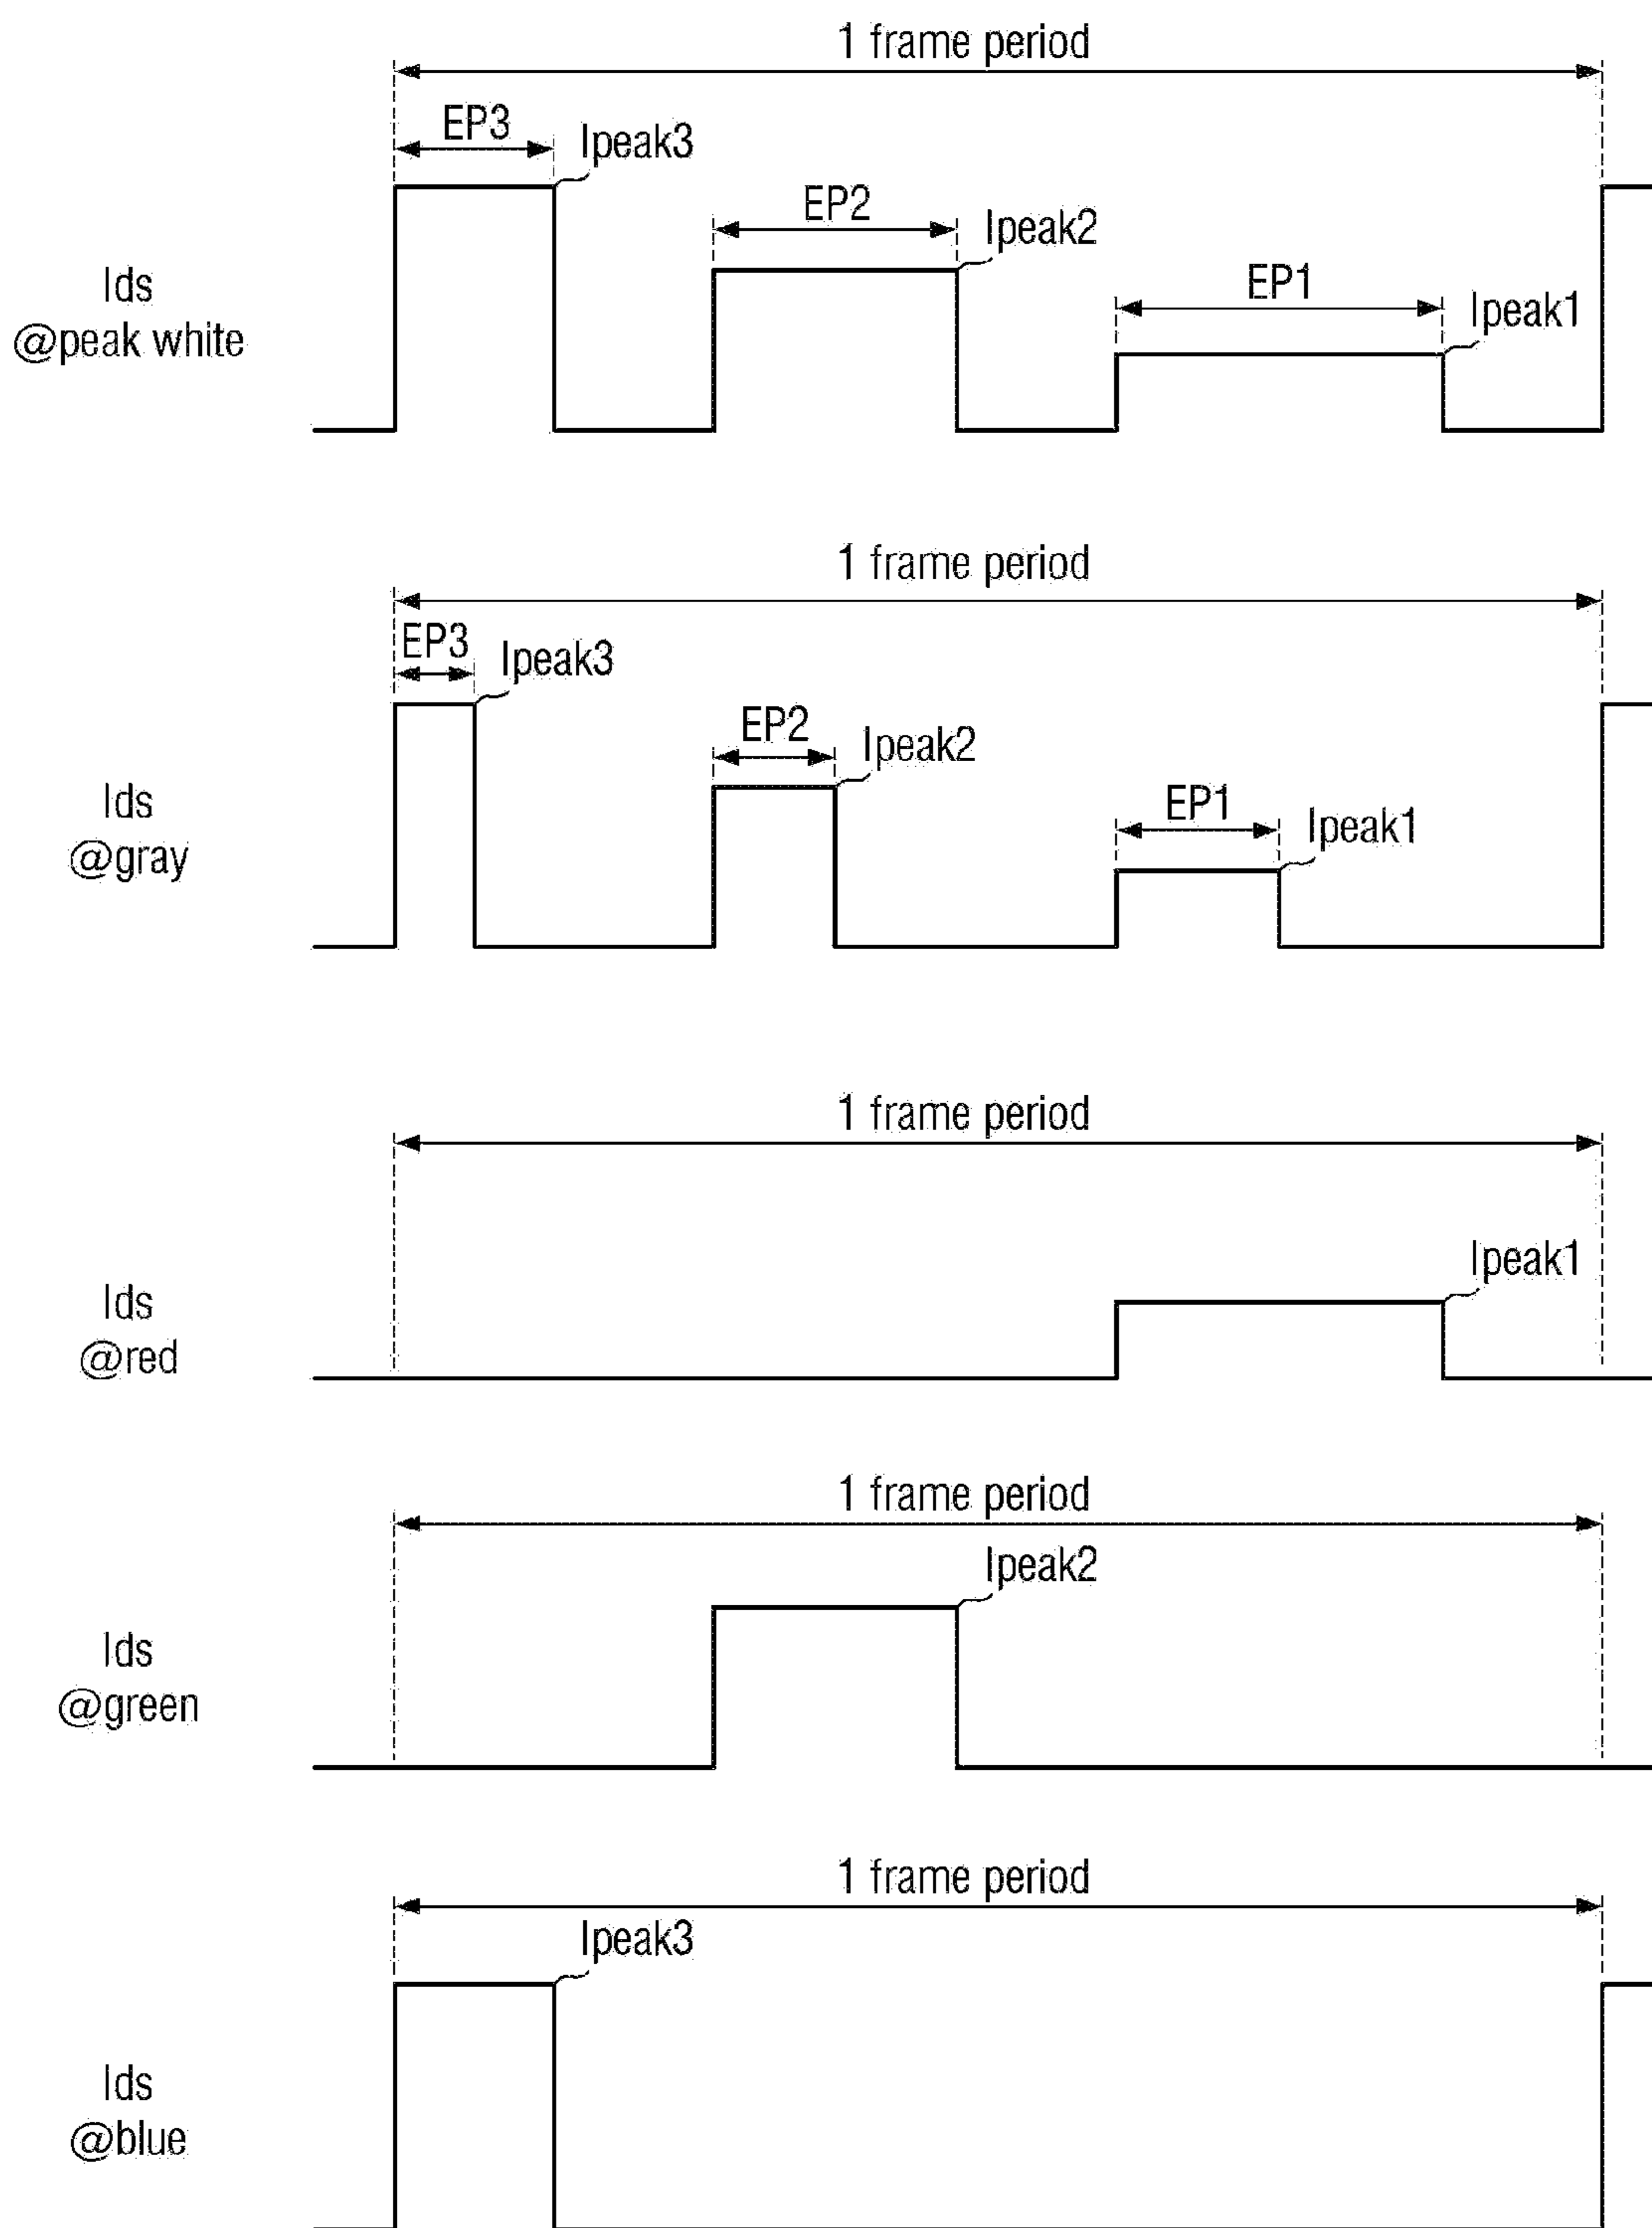 1 frame period
EP3
Ipeak3
EP2
Ipeak2
EP1
Ipeak1
Ids
@peak white
1 frame period
EP3
Ipeak3
EP2
Ipeak2
EP1
Ipeak1
Ids
@gray
1 frame period
Ipeak1
Ids
@red
1 frame period
Ipeak2
Ids
@green
1 frame period
Ipeak3
Ids
@blue